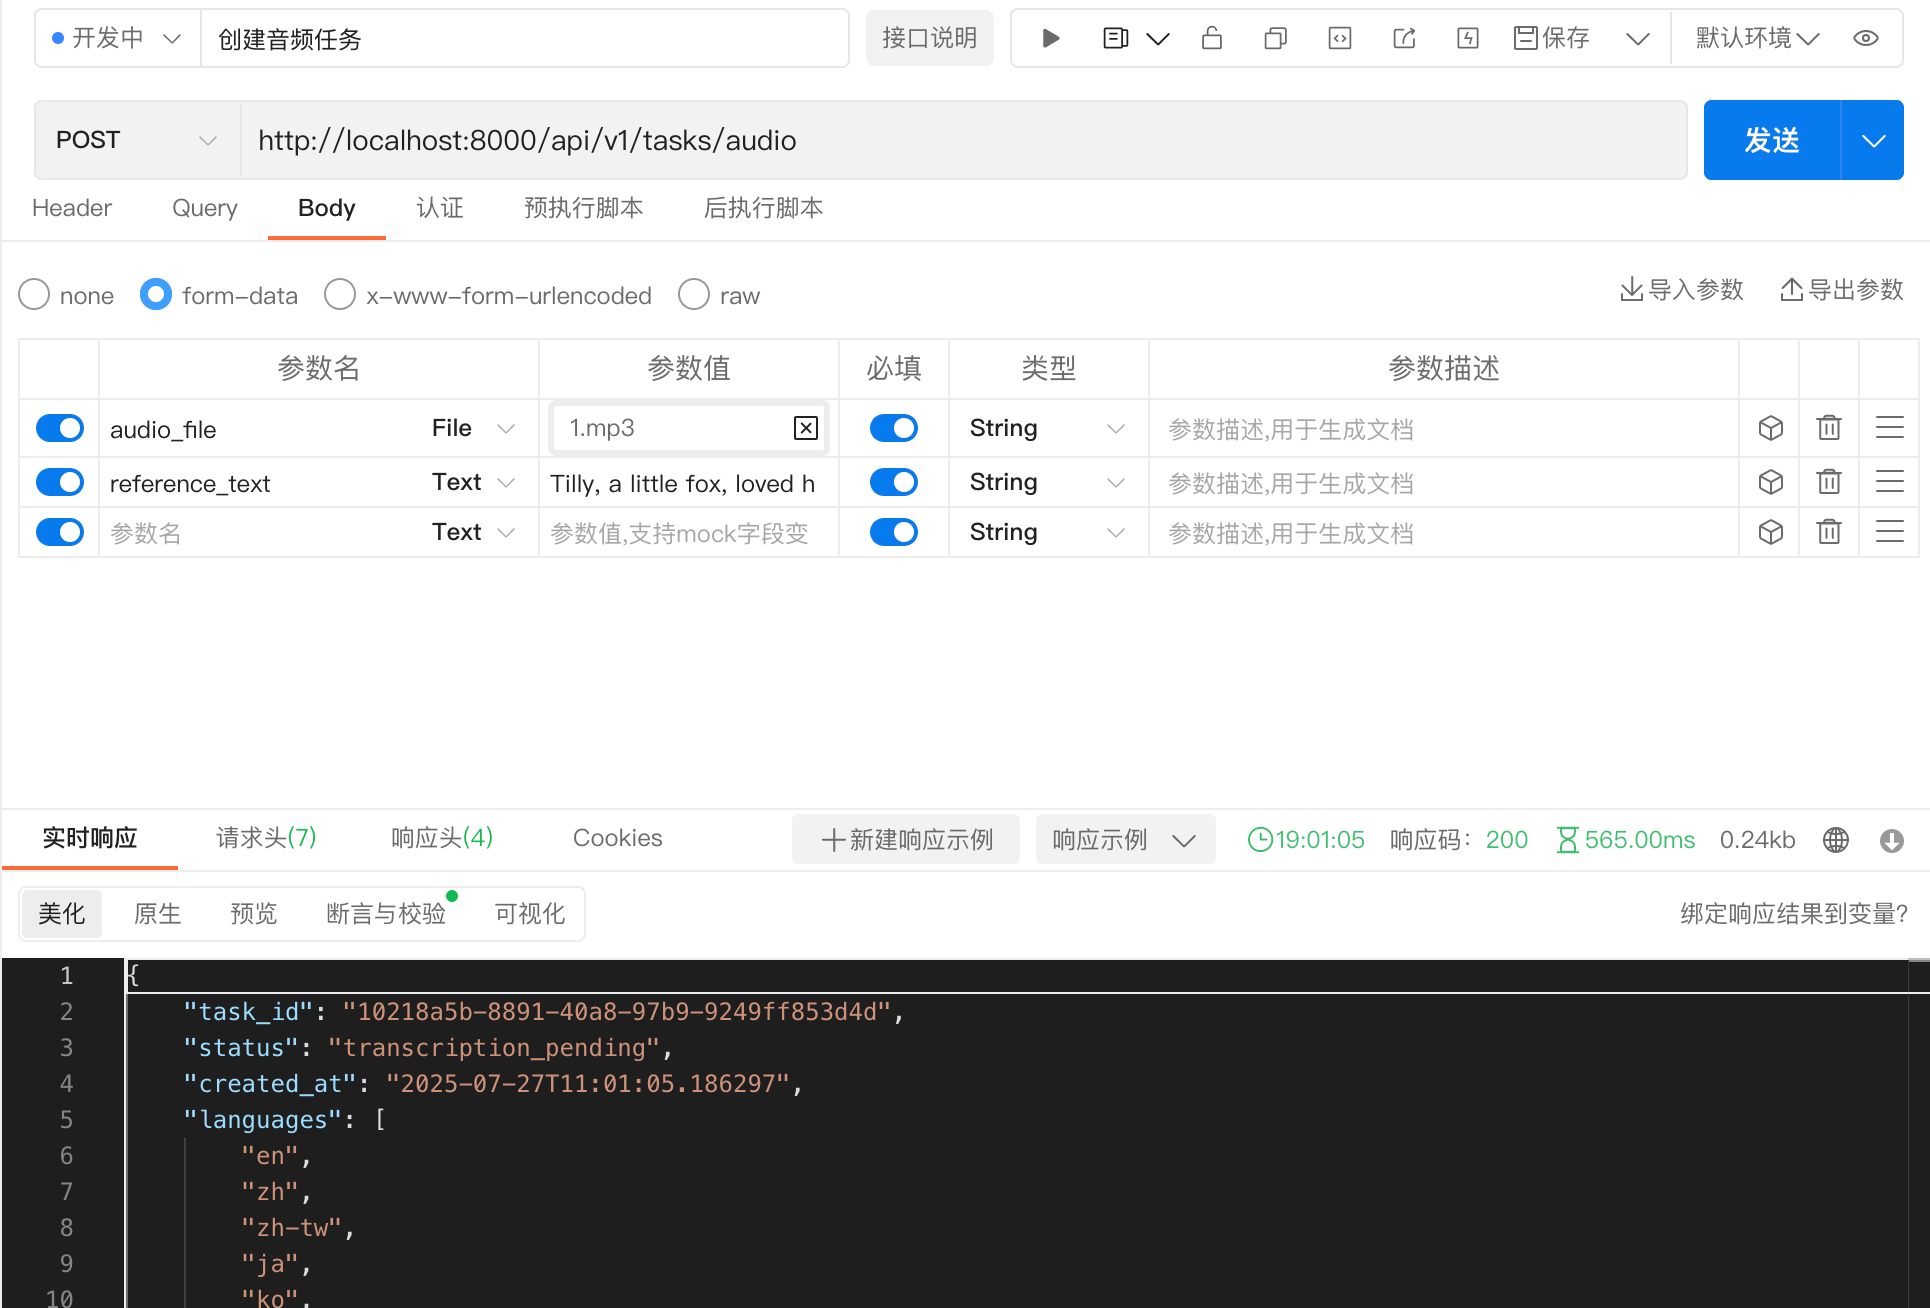 开发中 创建音频任务 接口说明 保存 默认环境
POST http://localhost:8000/api/v1/tasks/audio 发送
Header Query Body 认证 预执行脚本 后执行脚本
none form-data x-www-form-urlencoded raw 导入参数 导出参数
参数名 参数值 必填 类型 参数描述
audio_file File 1.mp3 String 参数描述,用于生成文档
reference_text Text Tilly, a little fox, loved h String 参数描述,用于生成文档
参数名 Text 参数值,支持mock字段变 String 参数描述,用于生成文档
实时响应 请求头(7) 响应头(4) Cookies 新建响应示例 响应示例 19:01:05 响应码: 200 565.00ms 0.24kb
美化 原生 预览 断言与校验 可视化 绑定响应结果到变量?
1 {
2 "task_id": "10218a5b-8891-40a8-97b9-9249ff853d4d",
3 "status": "transcription_pending",
4 "created_at": "2025-07-27T11:01:05.186297",
5 "languages": [
6 "en",
7 "zh",
8 "zh-tw",
9 "ja",
10 "ko",